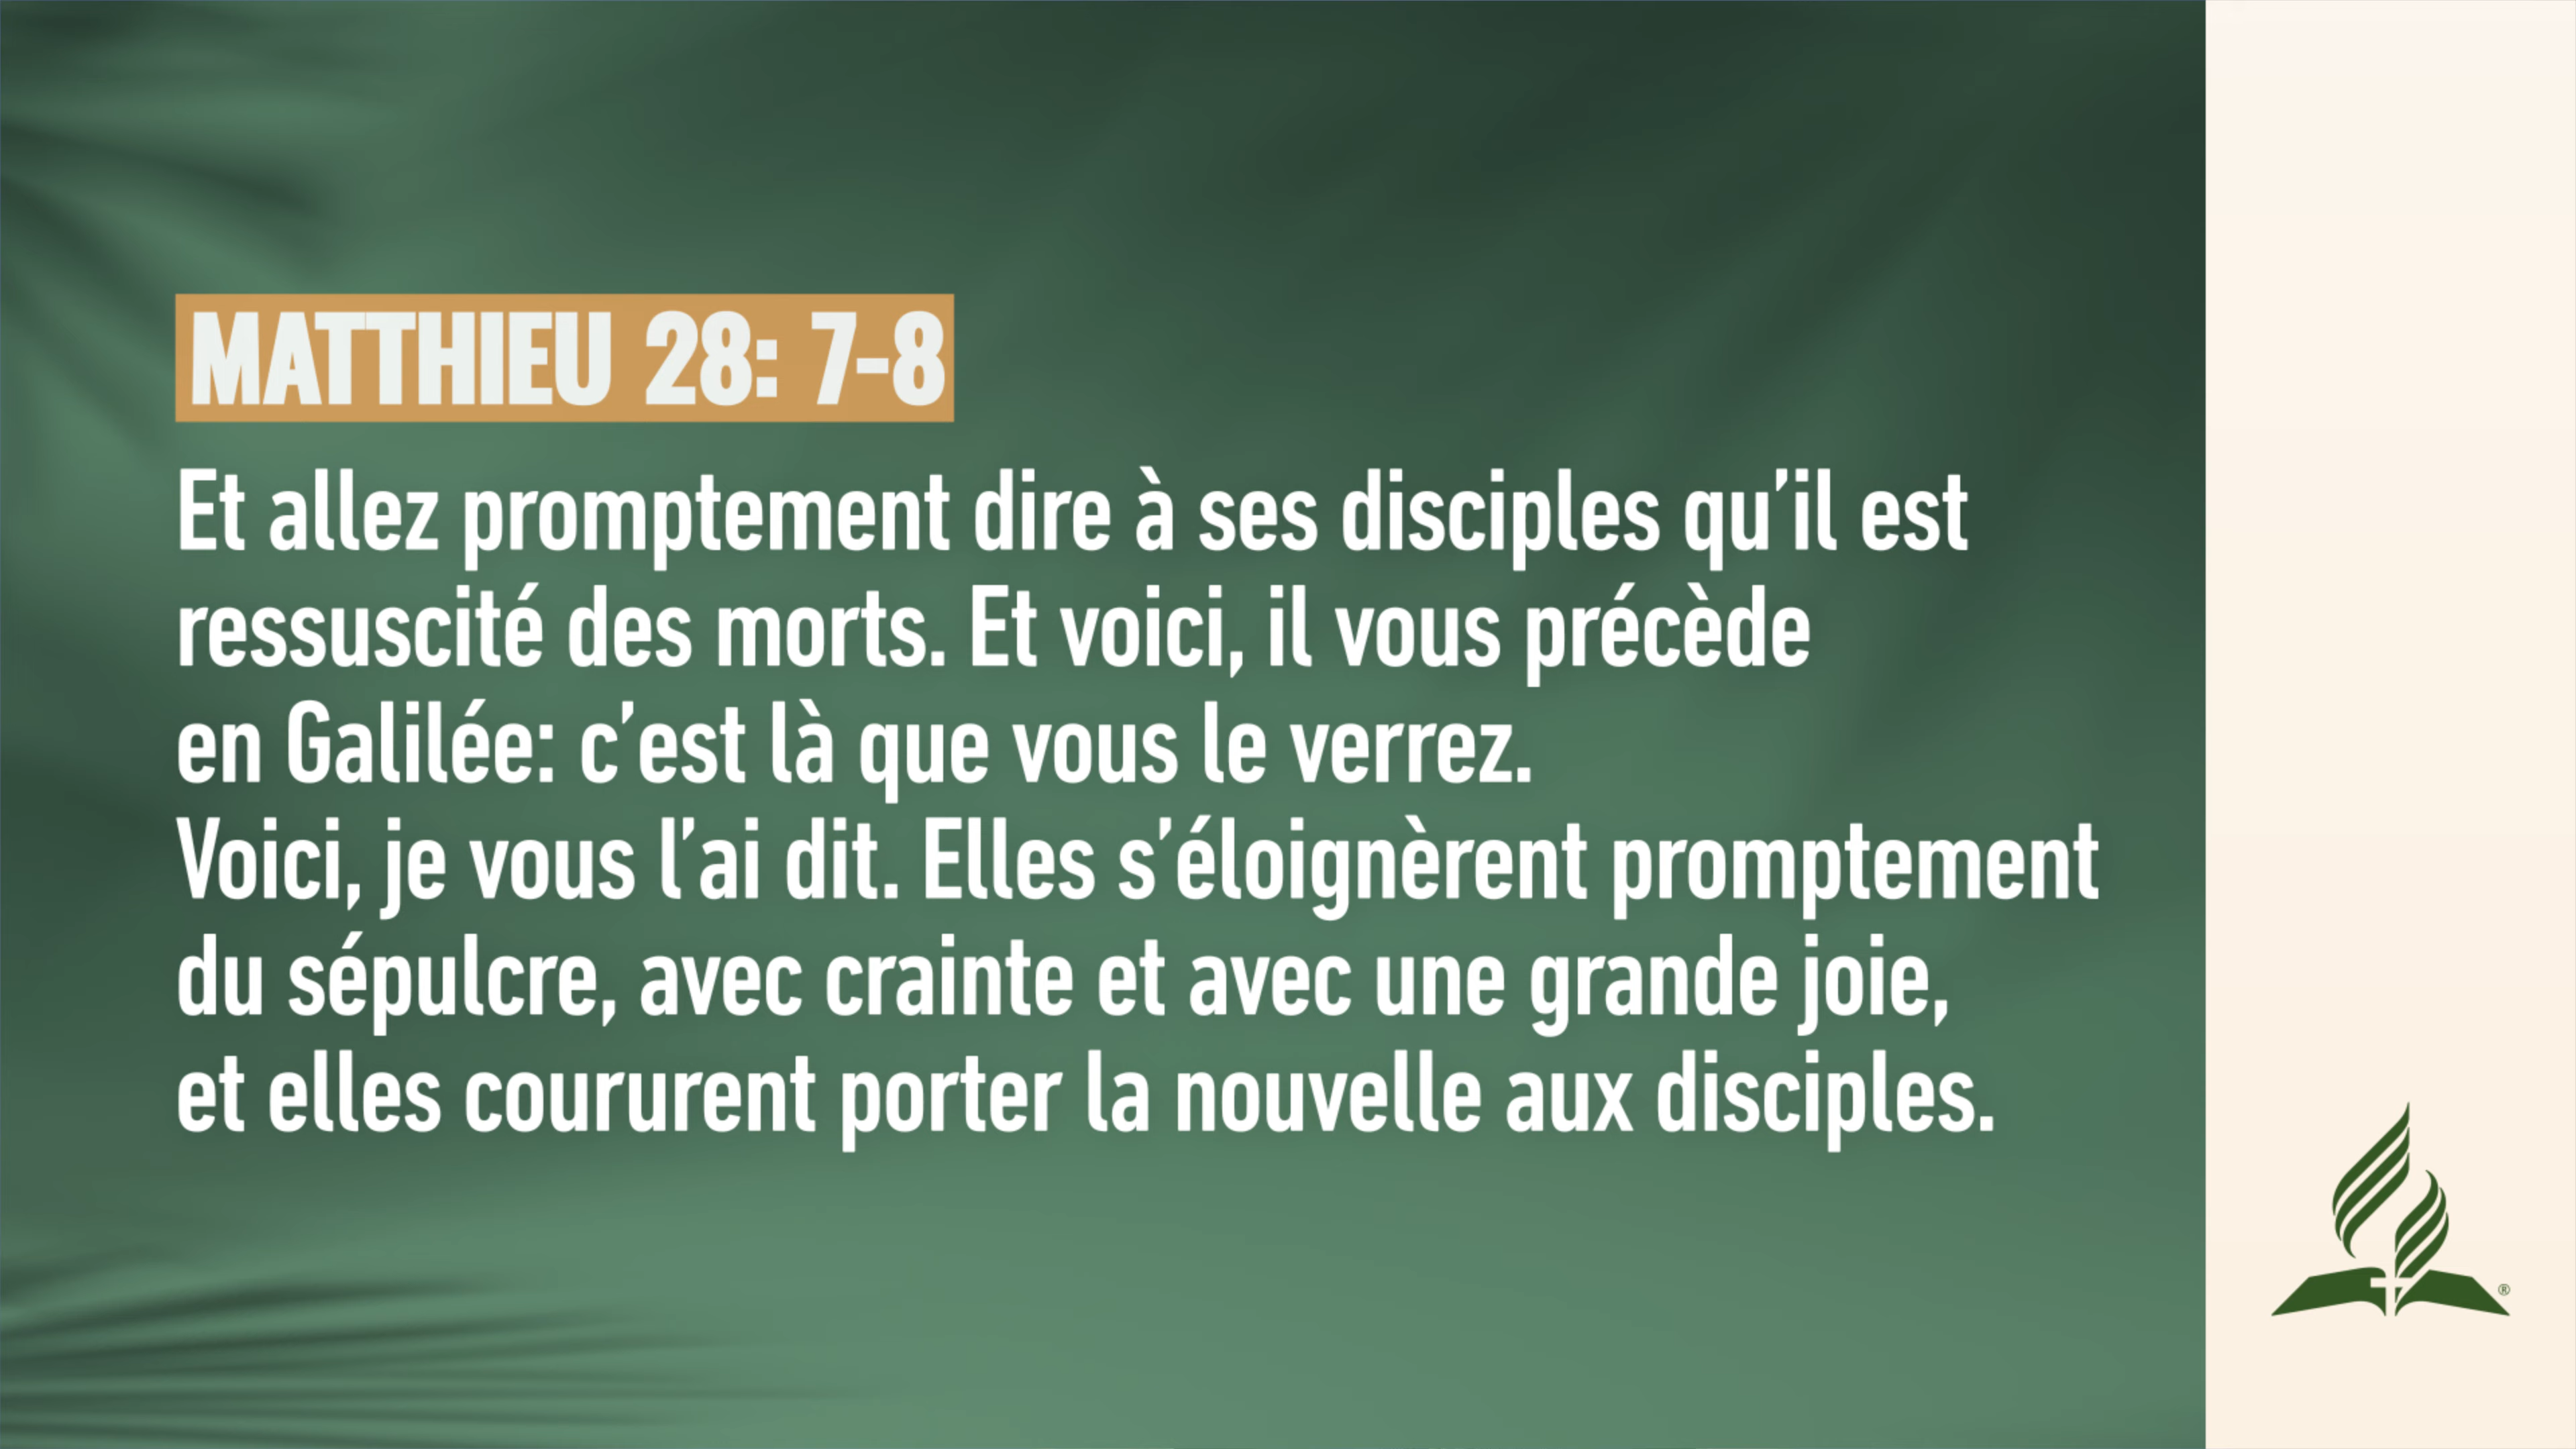 MATTHIEU 28: 7-8
Et allez promptement dire à ses disciples qu’il est
ressuscité des morts. Et voici, il vous précède
en Galilée: c’est là que vous le verrez.
Voici, je vous l’ai dit. Elles s’éloignèrent promptement
du sépulcre, avec crainte et avec une grande joie,
et elles coururent porter la nouvelle aux disciples.
®